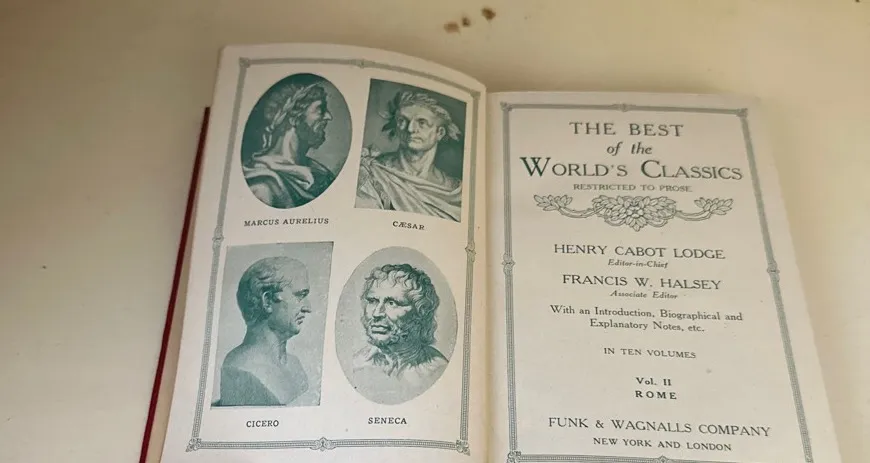 MARCUS AURELIUS
CÆSAR
CICERO
SENECA
THE BEST
of the
WORLD'S CLASSICS
RESTRICTED TO PROSE
HENRY CABOT LODGE
Editor-in-Chief
FRANCIS W. HALSEY
Associate Editor
With an Introduction, Biographical and
Explanatory Notes, etc.
IN TEN VOLUMES
Vol. II
ROME
FUNK & WAGNALLS COMPANY
NEW YORK AND LONDON